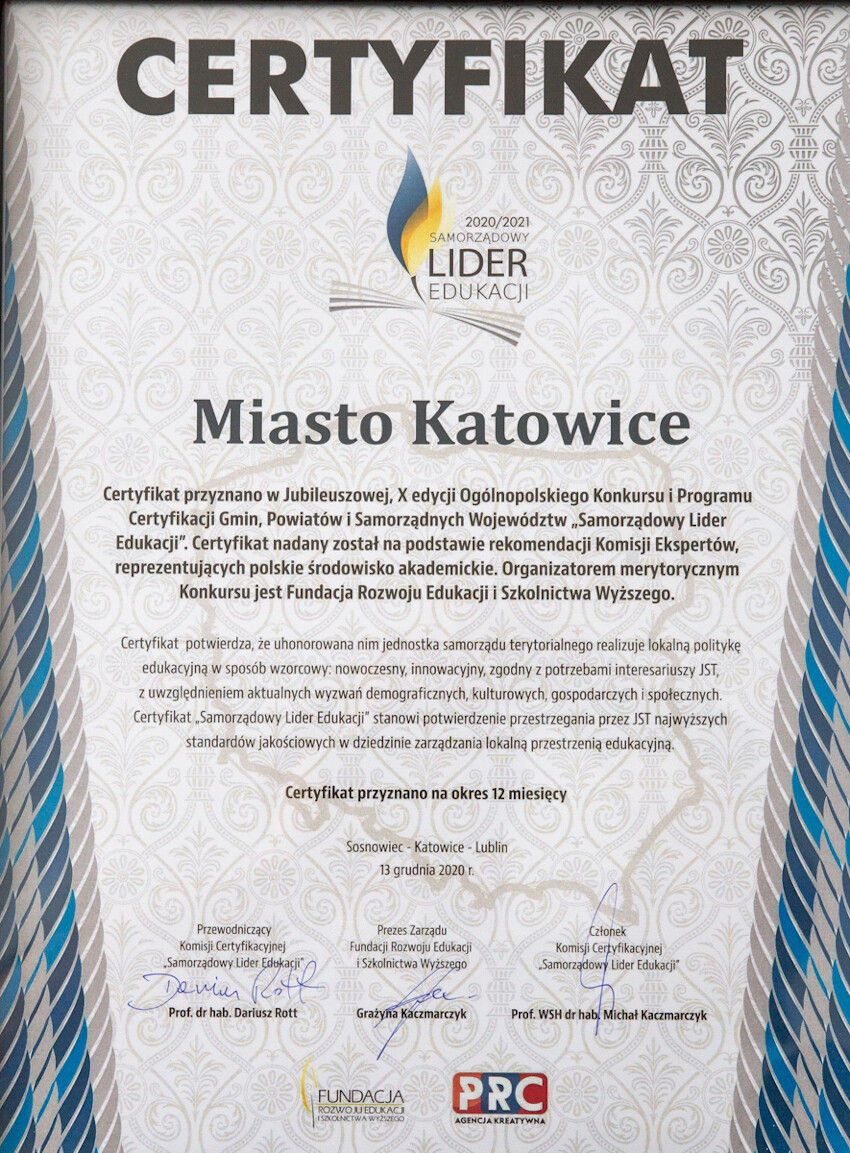 CERTYFIKAT
2020/2021
SAMORZĄDOWY
LIDER
EDUKACJI
Miasto Katowice
Certyfikat przyznano w Jubileuszowej, X edycji Ogólnopolskiego Konkursu i Programu
Certyfikacji Gmin, Powiatów i Samorządnych Województw „Samorządowy Lider
Edukacji”. Certyfikat nadany został na podstawie rekomendacji Komisji Ekspertów,
reprezentujących polskie środowisko akademickie. Organizatorem merytorycznym
Konkursu jest Fundacja Rozwoju Edukacji i Szkolnictwa Wyższego.
Certyfikat potwierdza, że uhonorowana nim jednostka samorządu terytorialnego realizuje lokalną politykę
edukacyjną w sposób wzorcowy: nowoczesny, innowacyjny, zgodny z potrzebami interesariuszy JST,
z uwzględnieniem aktualnych wyzwań demograficznych, kulturowych, gospodarczych i społecznych.
Certyfikat „Samorządowy Lider Edukacji” stanowi potwierdzenie przestrzegania przez JST najwyższych
standardów jakościowych w dziedzinie zarządzania lokalną przestrzenią edukacyjną.
Certyfikat przyznano na okres 12 miesięcy
Sosnowiec - Katowice - Lublin
13 grudnia 2020 r.
Przewodniczący
Komisji Certyfikacyjnej
„Samorządowy Lider Edukacji”
Dariusz Rott
Prof. dr hab. Dariusz Rott
Prezes Zarządu
Fundacji Rozwoju Edukacji
i Szkolnictwa Wyższego
Grażyna Kaczmarczyk
Członek
Komisji Certyfikacyjnej
„Samorządowy Lider Edukacji”
Prof. WSH dr hab. Michał Kaczmarczyk
FUNDACJA
ROZWOJU EDUKACJI
I SZKOLNICTWA WYŻSZEGO
PRC
AGENCJA KREATYWNA